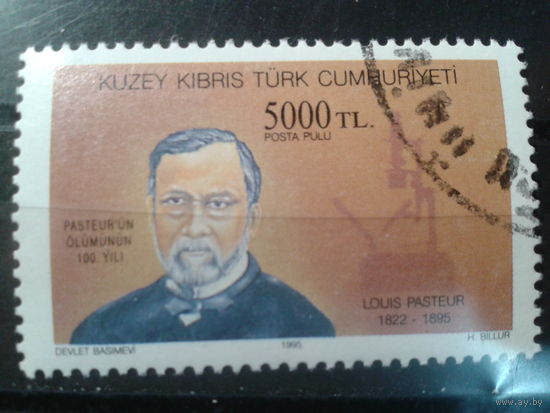 KUZEY KIBRIS TÜRK CUMHURİYETİ
5000 TL.
POSTA PULU
PASTEUR'ÜN
ÖLÜMÜNÜN
100. YILI
LOUIS PASTEUR
1822 - 1895
DEVLET BASIMEVİ
1995
H. BİLLUR
www.ay.by